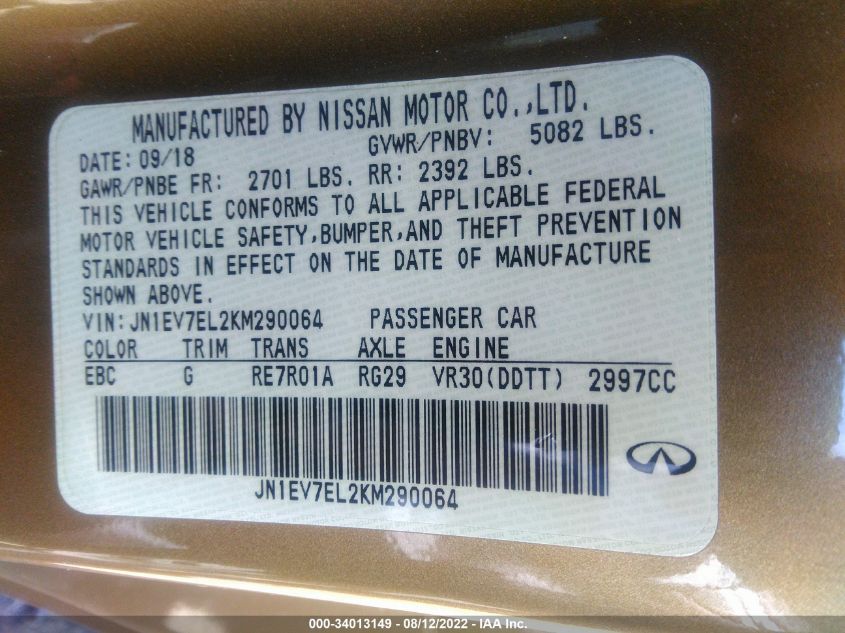 MANUFACTURED BY NISSAN MOTOR CO.,LTD.
DATE: 09/18 GVWR/PNBV: 5082 LBS.
GAWR/PNBE FR: 2701 LBS. RR: 2392 LBS.
THIS VEHICLE CONFORMS TO ALL APPLICABLE FEDERAL
MOTOR VEHICLE SAFETY,BUMPER,AND THEFT PREVENTION
STANDARDS IN EFFECT ON THE DATE OF MANUFACTURE
SHOWN ABOVE.
VIN:JN1EV7EL2KM290064 PASSENGER CAR
COLOR TRIM TRANS AXLE ENGINE
EBC G RE7R01A RG29 VR30(DDTT) 2997CC
JN1EV7EL2KM290064
000-34013149 - 08/12/2022 - IAA Inc.